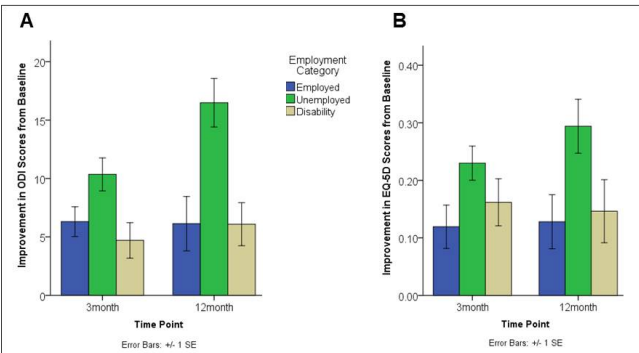 A
Improvement in ODI Scores from Baseline
20
15
10
5
0
3month
12month
Time Point
Error Bars: +/- 1 SE
Employment
Category
Employed
Unemployed
Disability
B
Improvement in EQ-5D Scores from Baseline
0.40
0.30
0.20
0.10
0.00
3month
12month
Time Point
Error Bars: +/- 1 SE